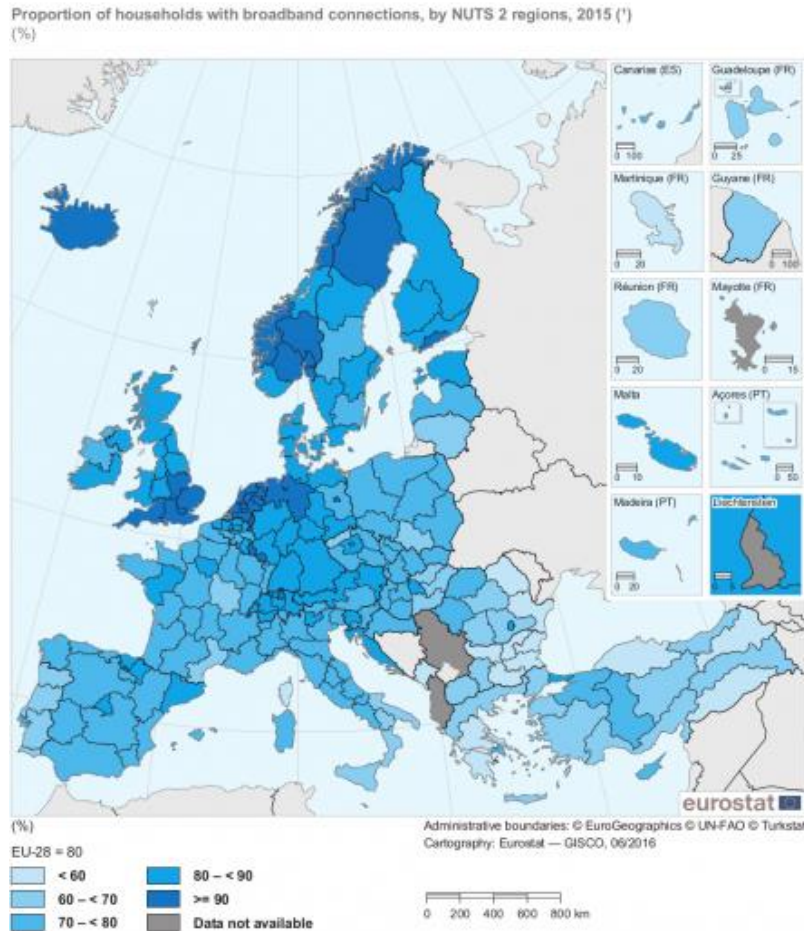 Proportion of households with broadband connections, by NUTS 2 regions, 2015 (¹)
(%)
Canarias (ES)
0 100
Guadeloupe (FR)
0 25
Martinique (FR)
0 20
Guyane (FR)
0 100
Réunion (FR)
0 20
Mayotte (FR)
0 15
Malta
0 10
Açores (PT)
0 50
Madeira (PT)
0 20
Liechtenstein
eurostat
(%)
Administrative boundaries: © EuroGeographics © UN-FAO © Turkstat
Cartography: Eurostat — GISCO, 06/2016
EU-28 = 80
< 60
60 – < 70
70 – < 80
80 – < 90
>= 90
Data not available
0 200 400 600 800 km